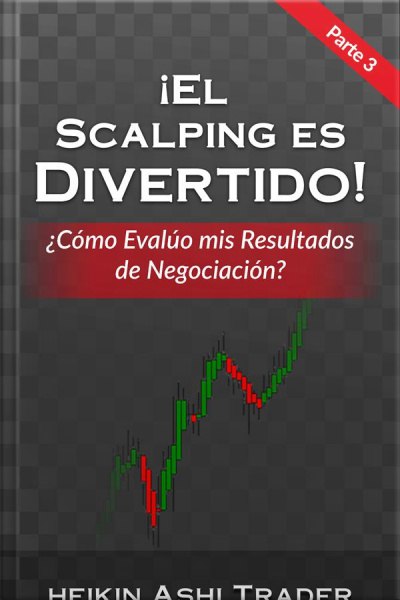 Parte 3
¡El
Scalping es
Divertido!
¿Cómo Evalúo mis Resultados
de Negociación?
Heikin Ashi Trader